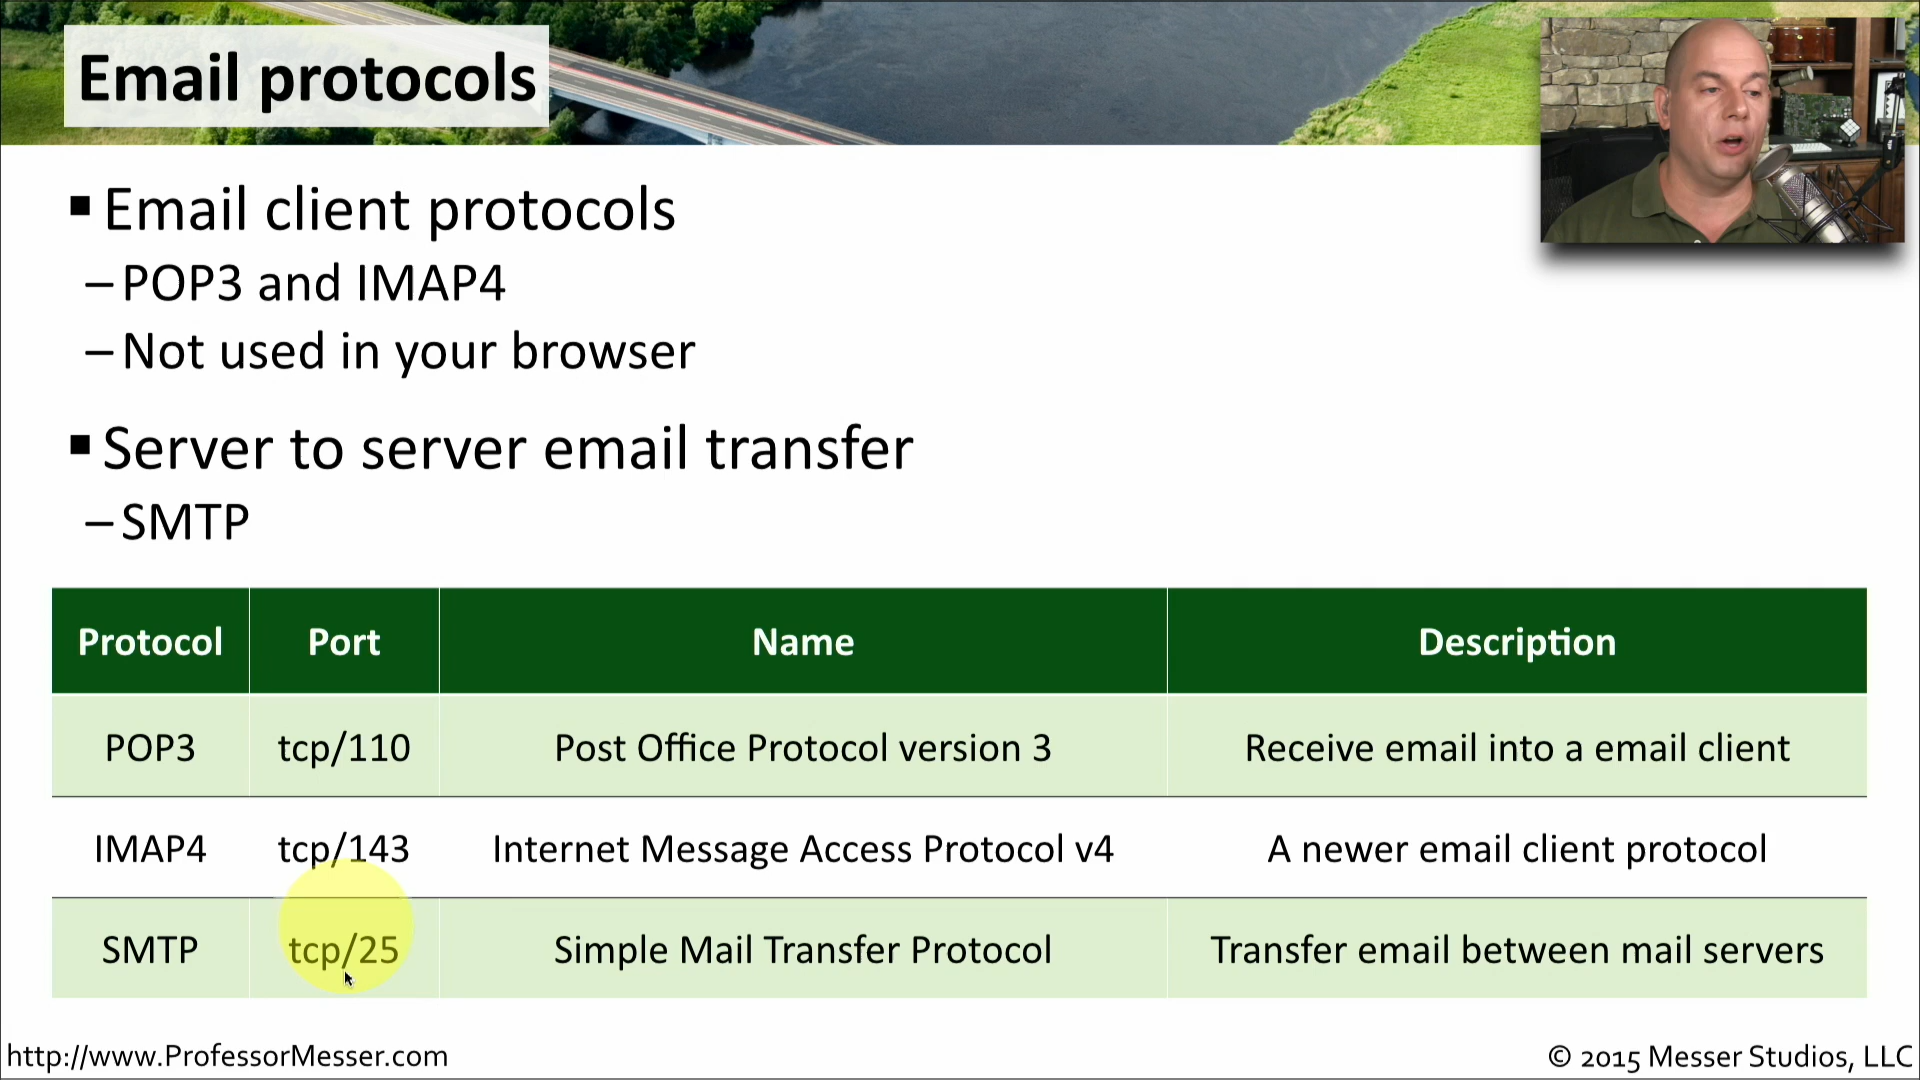 Email protocols
▪ Email client protocols
– POP3 and IMAP4
– Not used in your browser
▪ Server to server email transfer
– SMTP
Protocol Port Name Description
POP3 tcp/110 Post Office Protocol version 3 Receive email into a email client
IMAP4 tcp/143 Internet Message Access Protocol v4 A newer email client protocol
SMTP tcp/25 Simple Mail Transfer Protocol Transfer email between mail servers
http://www.ProfessorMesser.com © 2015 Messer Studios, LLC